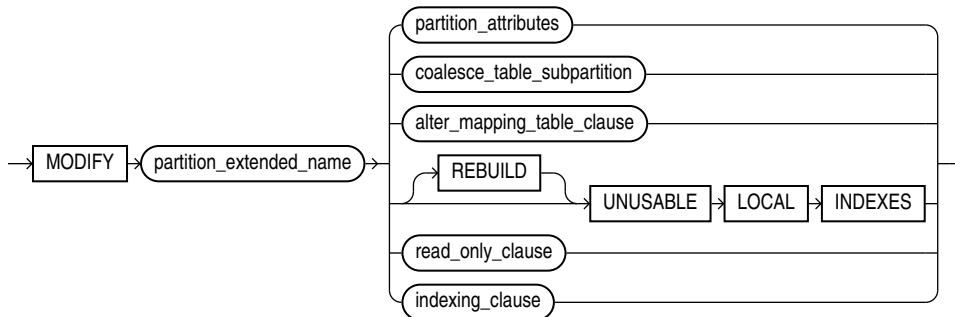 partition_attributes
coalesce_table_subpartition
alter_mapping_table_clause
MODIFY partition_extended_name
REBUILD
UNUSABLE LOCAL INDEXES
read_only_clause
indexing_clause